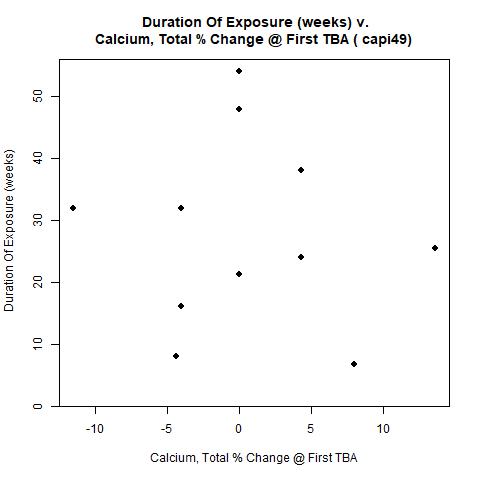 Duration Of Exposure (weeks) v.
Calcium, Total % Change @ First TBA ( capi49)
Duration Of Exposure (weeks)
50
40
30
20
10
0
-10 -5 0 5 10
Calcium, Total % Change @ First TBA